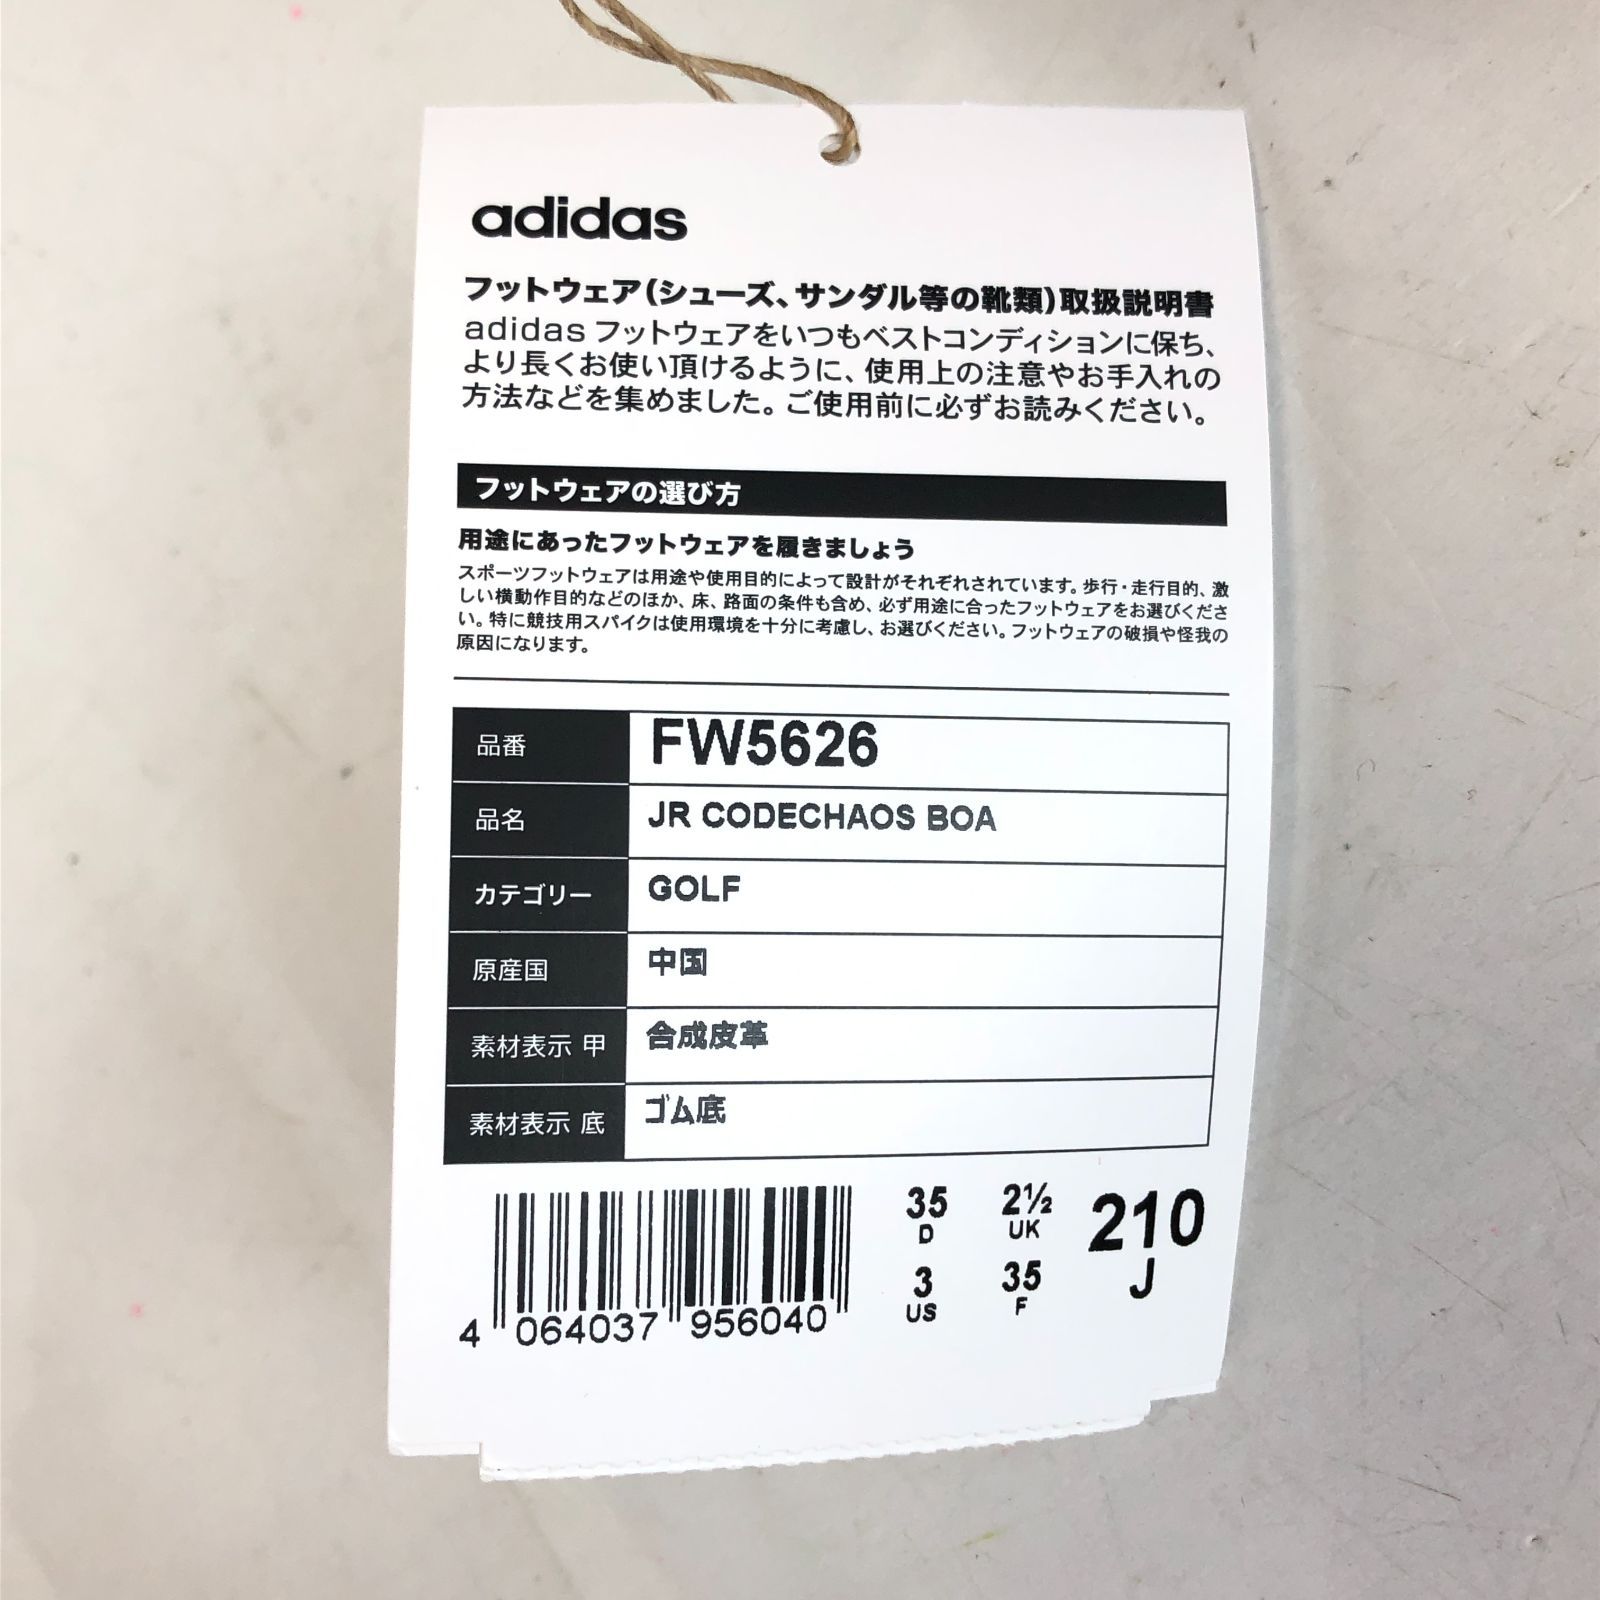 adidas
フットウェア(シューズ、サンダル等の靴類)取扱説明書
adidas フットウェアをいつもベストコンディションに保ち、
より長くお使い頂けるように、使用上の注意やお手入れの
方法などを集めました。ご使用前に必ずお読みください。
フットウェアの選び方
用途にあったフットウェアを履きましょう
スポーツフットウェアは用途や使用目的によって設計がそれぞれされています。歩行・走行目的、激
しい横動作目的などのほか、床、路面の条件も含め、必ず用途に合ったフットウェアをお選びくださ
い。特に競技用スパイクは使用環境を十分に考慮し、お選びください。フットウェアの破損や怪我の
原因になります。
品番 FW5626
品名 JR CODECHAOS BOA
カテゴリー GOLF
原産国 中国
素材表示 甲 合成皮革
素材表示 底 ゴム底
35 2½ 210
D UK J
3 35
US F
4 064037 956040